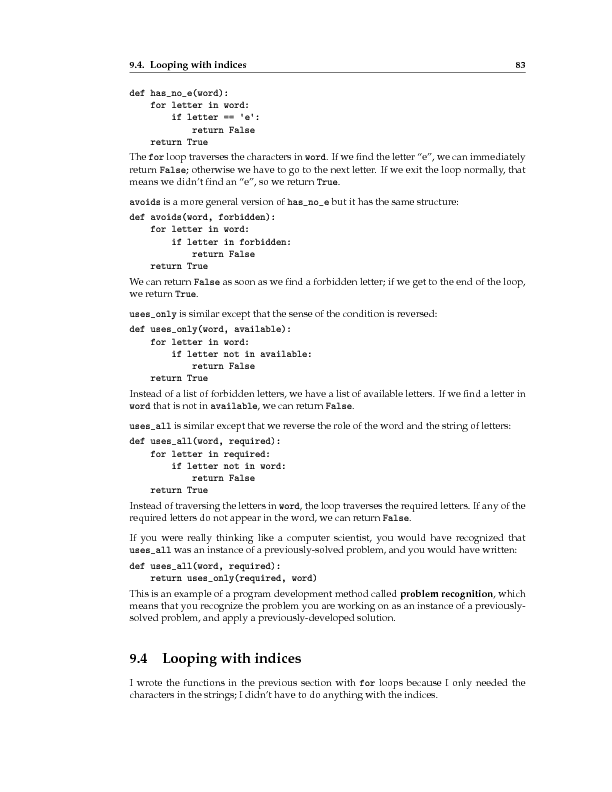 9.4. Looping with indices 83
def has_no_e(word):
    for letter in word:
        if letter == 'e':
            return False
    return True
The for loop traverses the characters in word. If we find the letter “e”, we can immediately
return False; otherwise we have to go to the next letter. If we exit the loop normally, that
means we didn’t find an “e”, so we return True.
avoids is a more general version of has_no_e but it has the same structure:
def avoids(word, forbidden):
    for letter in word:
        if letter in forbidden:
            return False
    return True
We can return False as soon as we find a forbidden letter; if we get to the end of the loop,
we return True.
uses_only is similar except that the sense of the condition is reversed:
def uses_only(word, available):
    for letter in word:
        if letter not in available:
            return False
    return True
Instead of a list of forbidden letters, we have a list of available letters. If we find a letter in
word that is not in available, we can return False.
uses_all is similar except that we reverse the role of the word and the string of letters:
def uses_all(word, required):
    for letter in required:
        if letter not in word:
            return False
    return True
Instead of traversing the letters in word, the loop traverses the required letters. If any of the
required letters do not appear in the word, we can return False.
If you were really thinking like a computer scientist, you would have recognized that
uses_all was an instance of a previously-solved problem, and you would have written:
def uses_all(word, required):
    return uses_only(required, word)
This is an example of a program development method called problem recognition, which
means that you recognize the problem you are working on as an instance of a previously-
solved problem, and apply a previously-developed solution.
9.4 Looping with indices
I wrote the functions in the previous section with for loops because I only needed the
characters in the strings; I didn’t have to do anything with the indices.